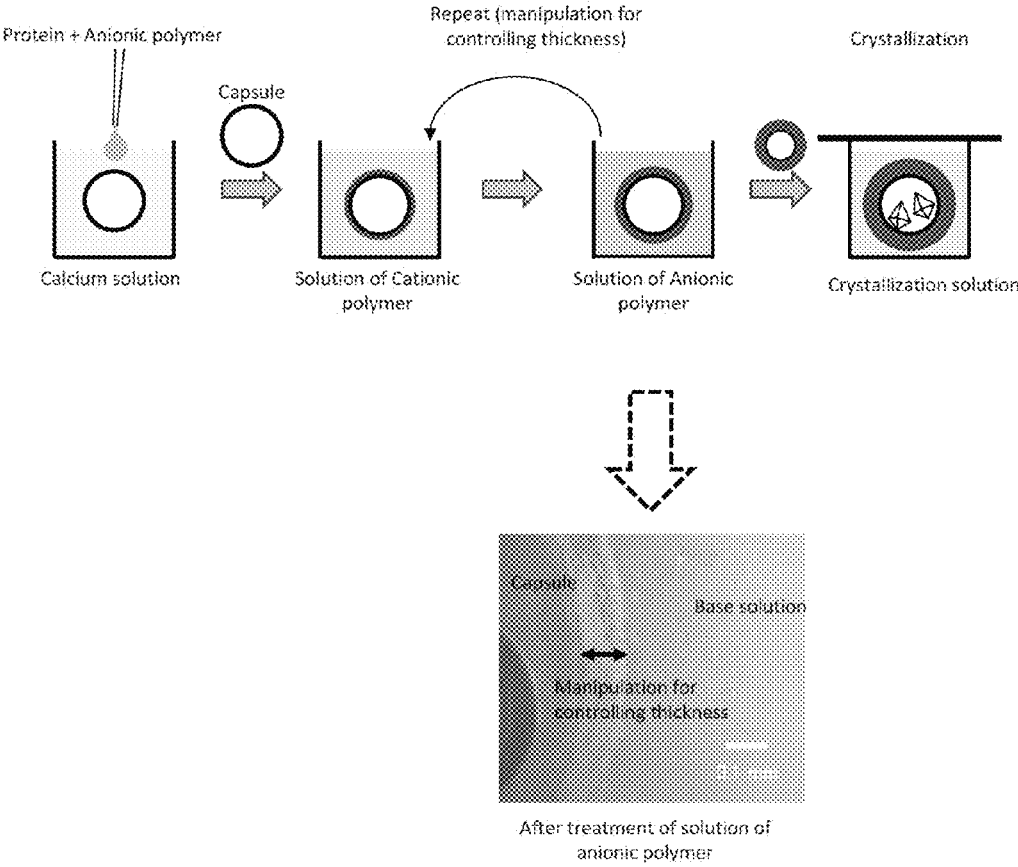 Repeat (manipulation for
controlling thickness)
Protein + Anionic polymer
Crystallization
Capsule
Calcium solution
Solution of Cationic
polymer
Solution of Anionic
polymer
Crystallization solution
Capsule
Base solution
Manipulation for
controlling thickness
After treatment of solution of
anionic polymer